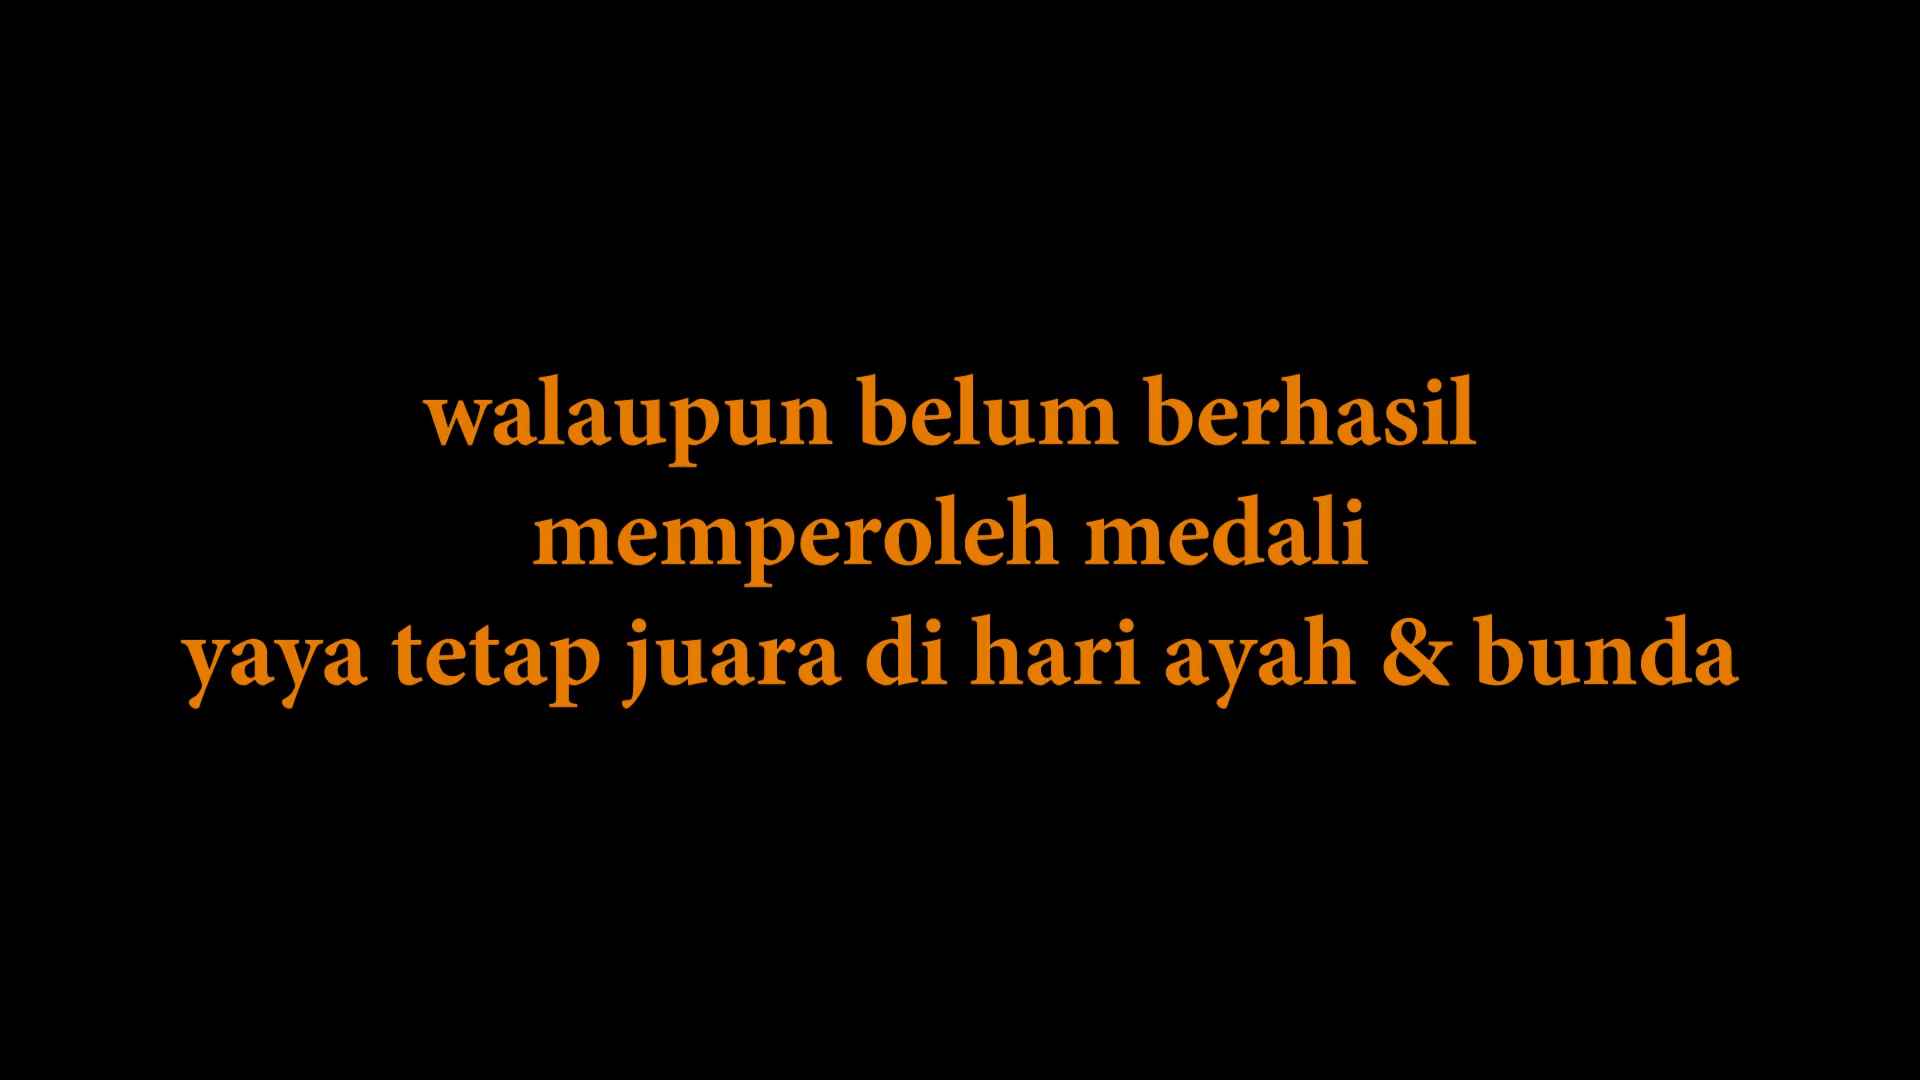 walaupun belum berhasil
memperoleh medali
yaya tetap juara di hari ayah & bunda